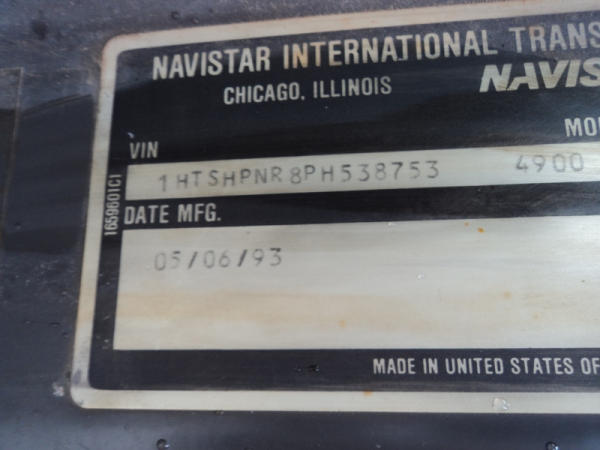 NAVISTAR INTERNATIONAL TRANS
CHICAGO, ILLINOIS
NAVIS
MO
VIN
1HTSHPNR8PH538753 4900
1659601C1
DATE MFG.
05/06/93
MADE IN UNITED STATES OF